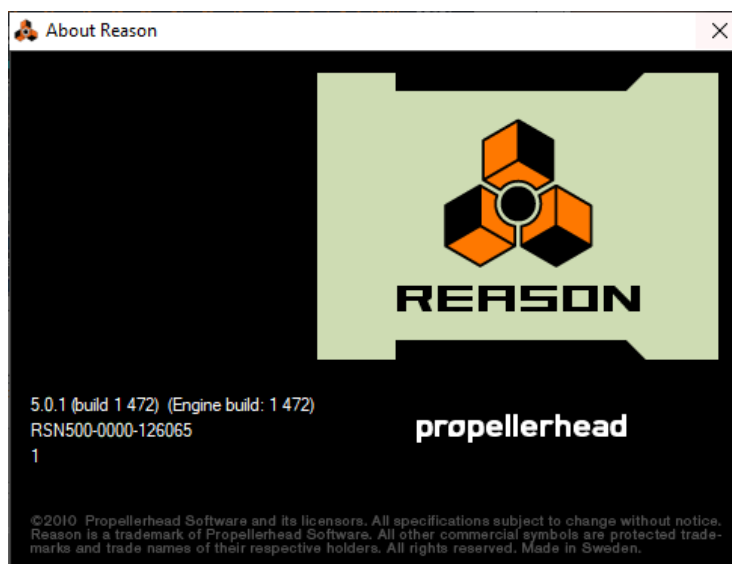 About Reason
REASON
5.0.1 (build 1 472)  (Engine build: 1 472)
RSN500-0000-126065
1
propellerhead
©2010  Propellerhead Software and its licensors. All specifications subject to change without notice.
Reason is a trademark of Propellerhead Software. All other commercial symbols are protected trade-
marks and trade names of their respective holders. All rights reserved. Made in Sweden.